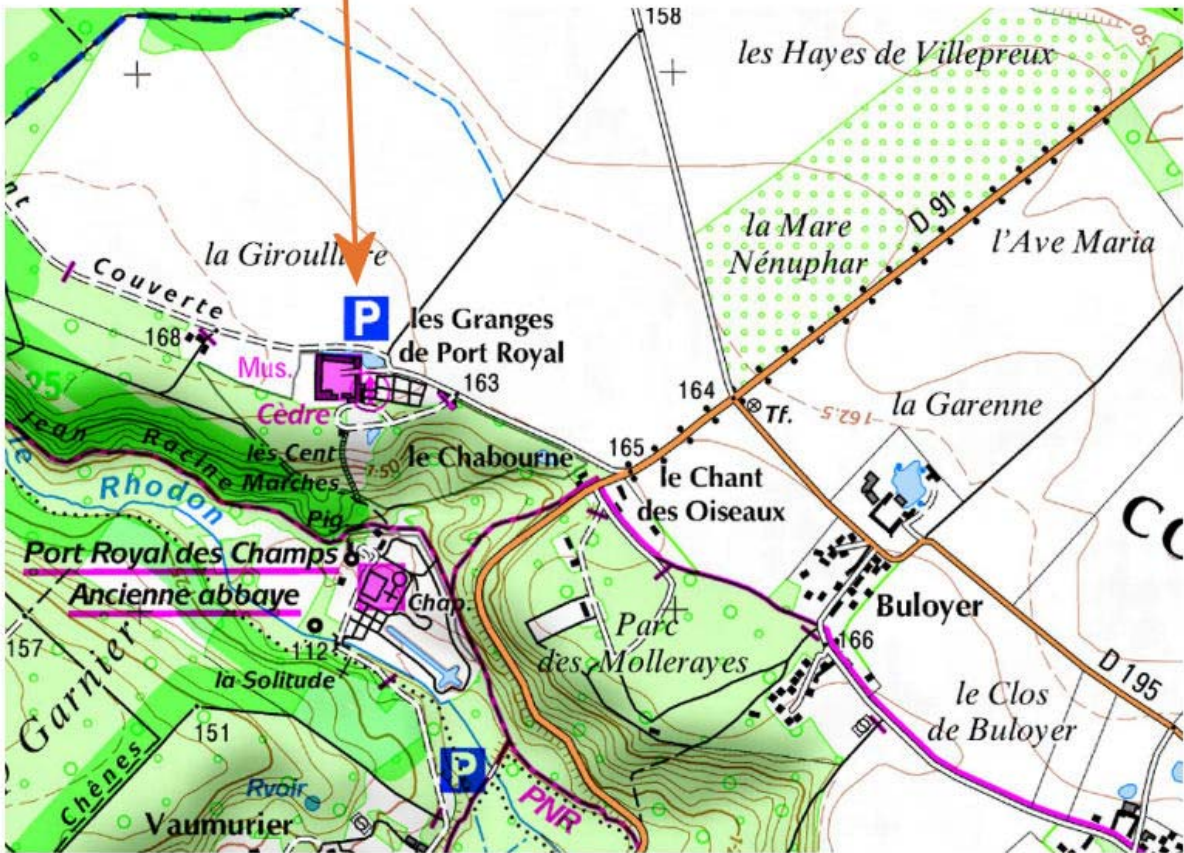 158
les Hayes de Villepreux
la Mare
Nénuphar
D 91
l'Ave Maria
nt
Couverte
la Giroullière
P
les Granges
de Port Royal
168
Mus.
Cèdre
163
164
Tf.
162.5
la Garenne
25
Jean Racine
les Cent
Marches
le Chabourne
165
le Chant
des Oiseaux
Rhodon
Pig.
Port Royal des Champs
Ancienne abbaye
Chap.
112
la Solitude
157
Garnier
151
Chênes
Parc
des Mollerayes
Buloyer
166
D 195
le Clos
de Buloyer
P
Rvoir
Vaumurier
PNR